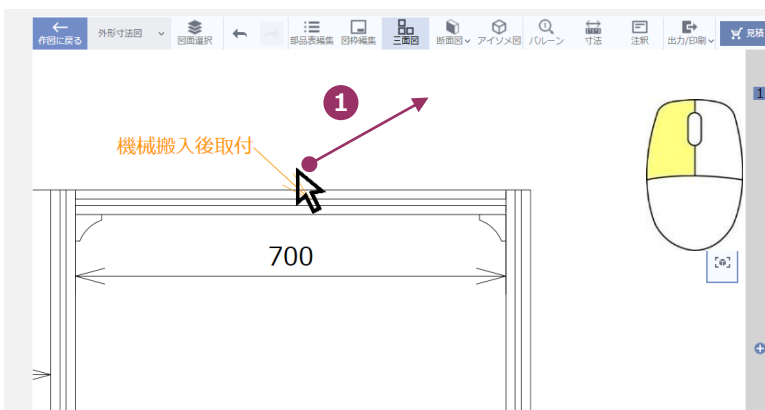 作図に戻る
外形寸法図
図面選択
部品表編集
図枠編集
三面図
断面図
アイソメ図
バルーン
寸法
注釈
出力/印刷
見積
1
1
機械搬入後取付
700